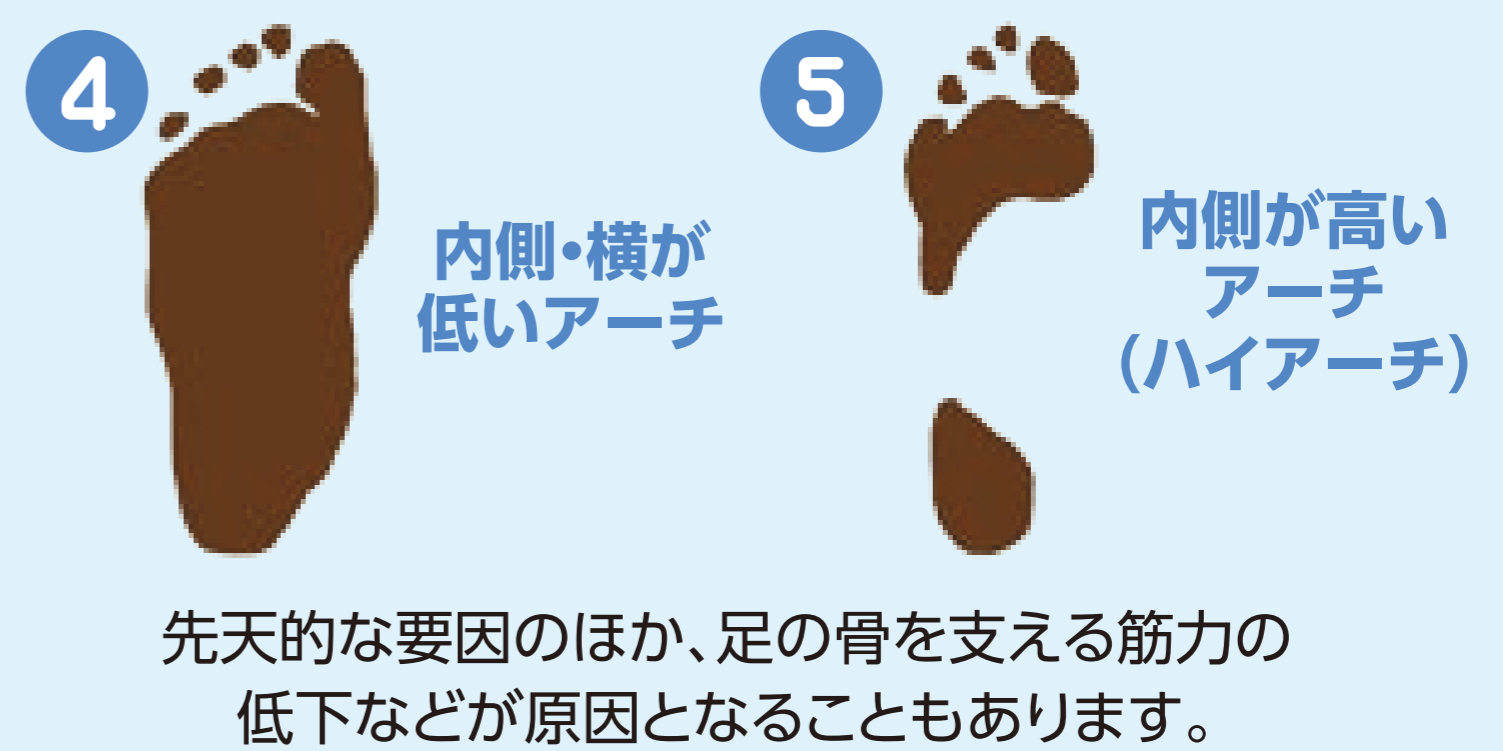 4
内側・横が
低いアーチ
5
内側が高い
アーチ
（ハイアーチ）
先天的な要因のほか、足の骨を支える筋力の
低下などが原因となることもあります。